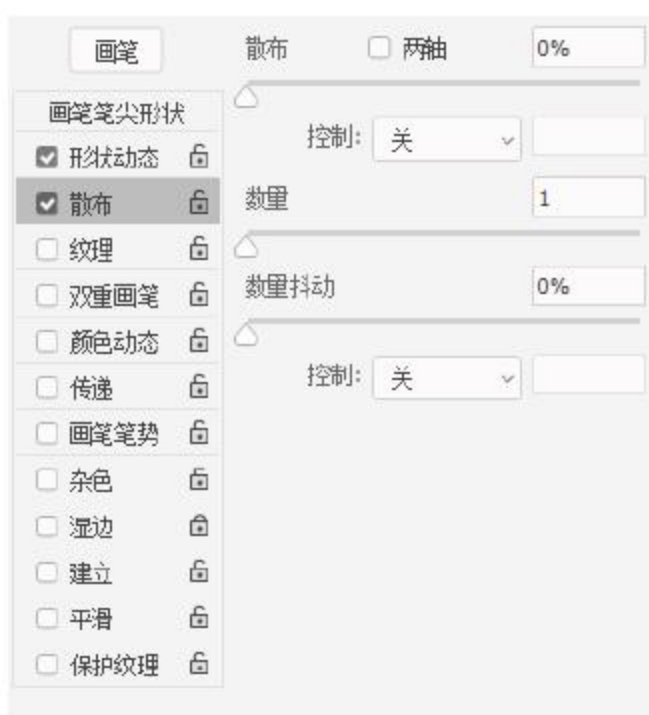 画笔
画笔笔尖形状
形状动态
散布
纹理
双重画笔
颜色动态
传递
画笔笔势
杂色
湿边
建立
平滑
保护纹理
散布 两轴 0%
控制: 关
数量 1
数量抖动 0%
控制: 关